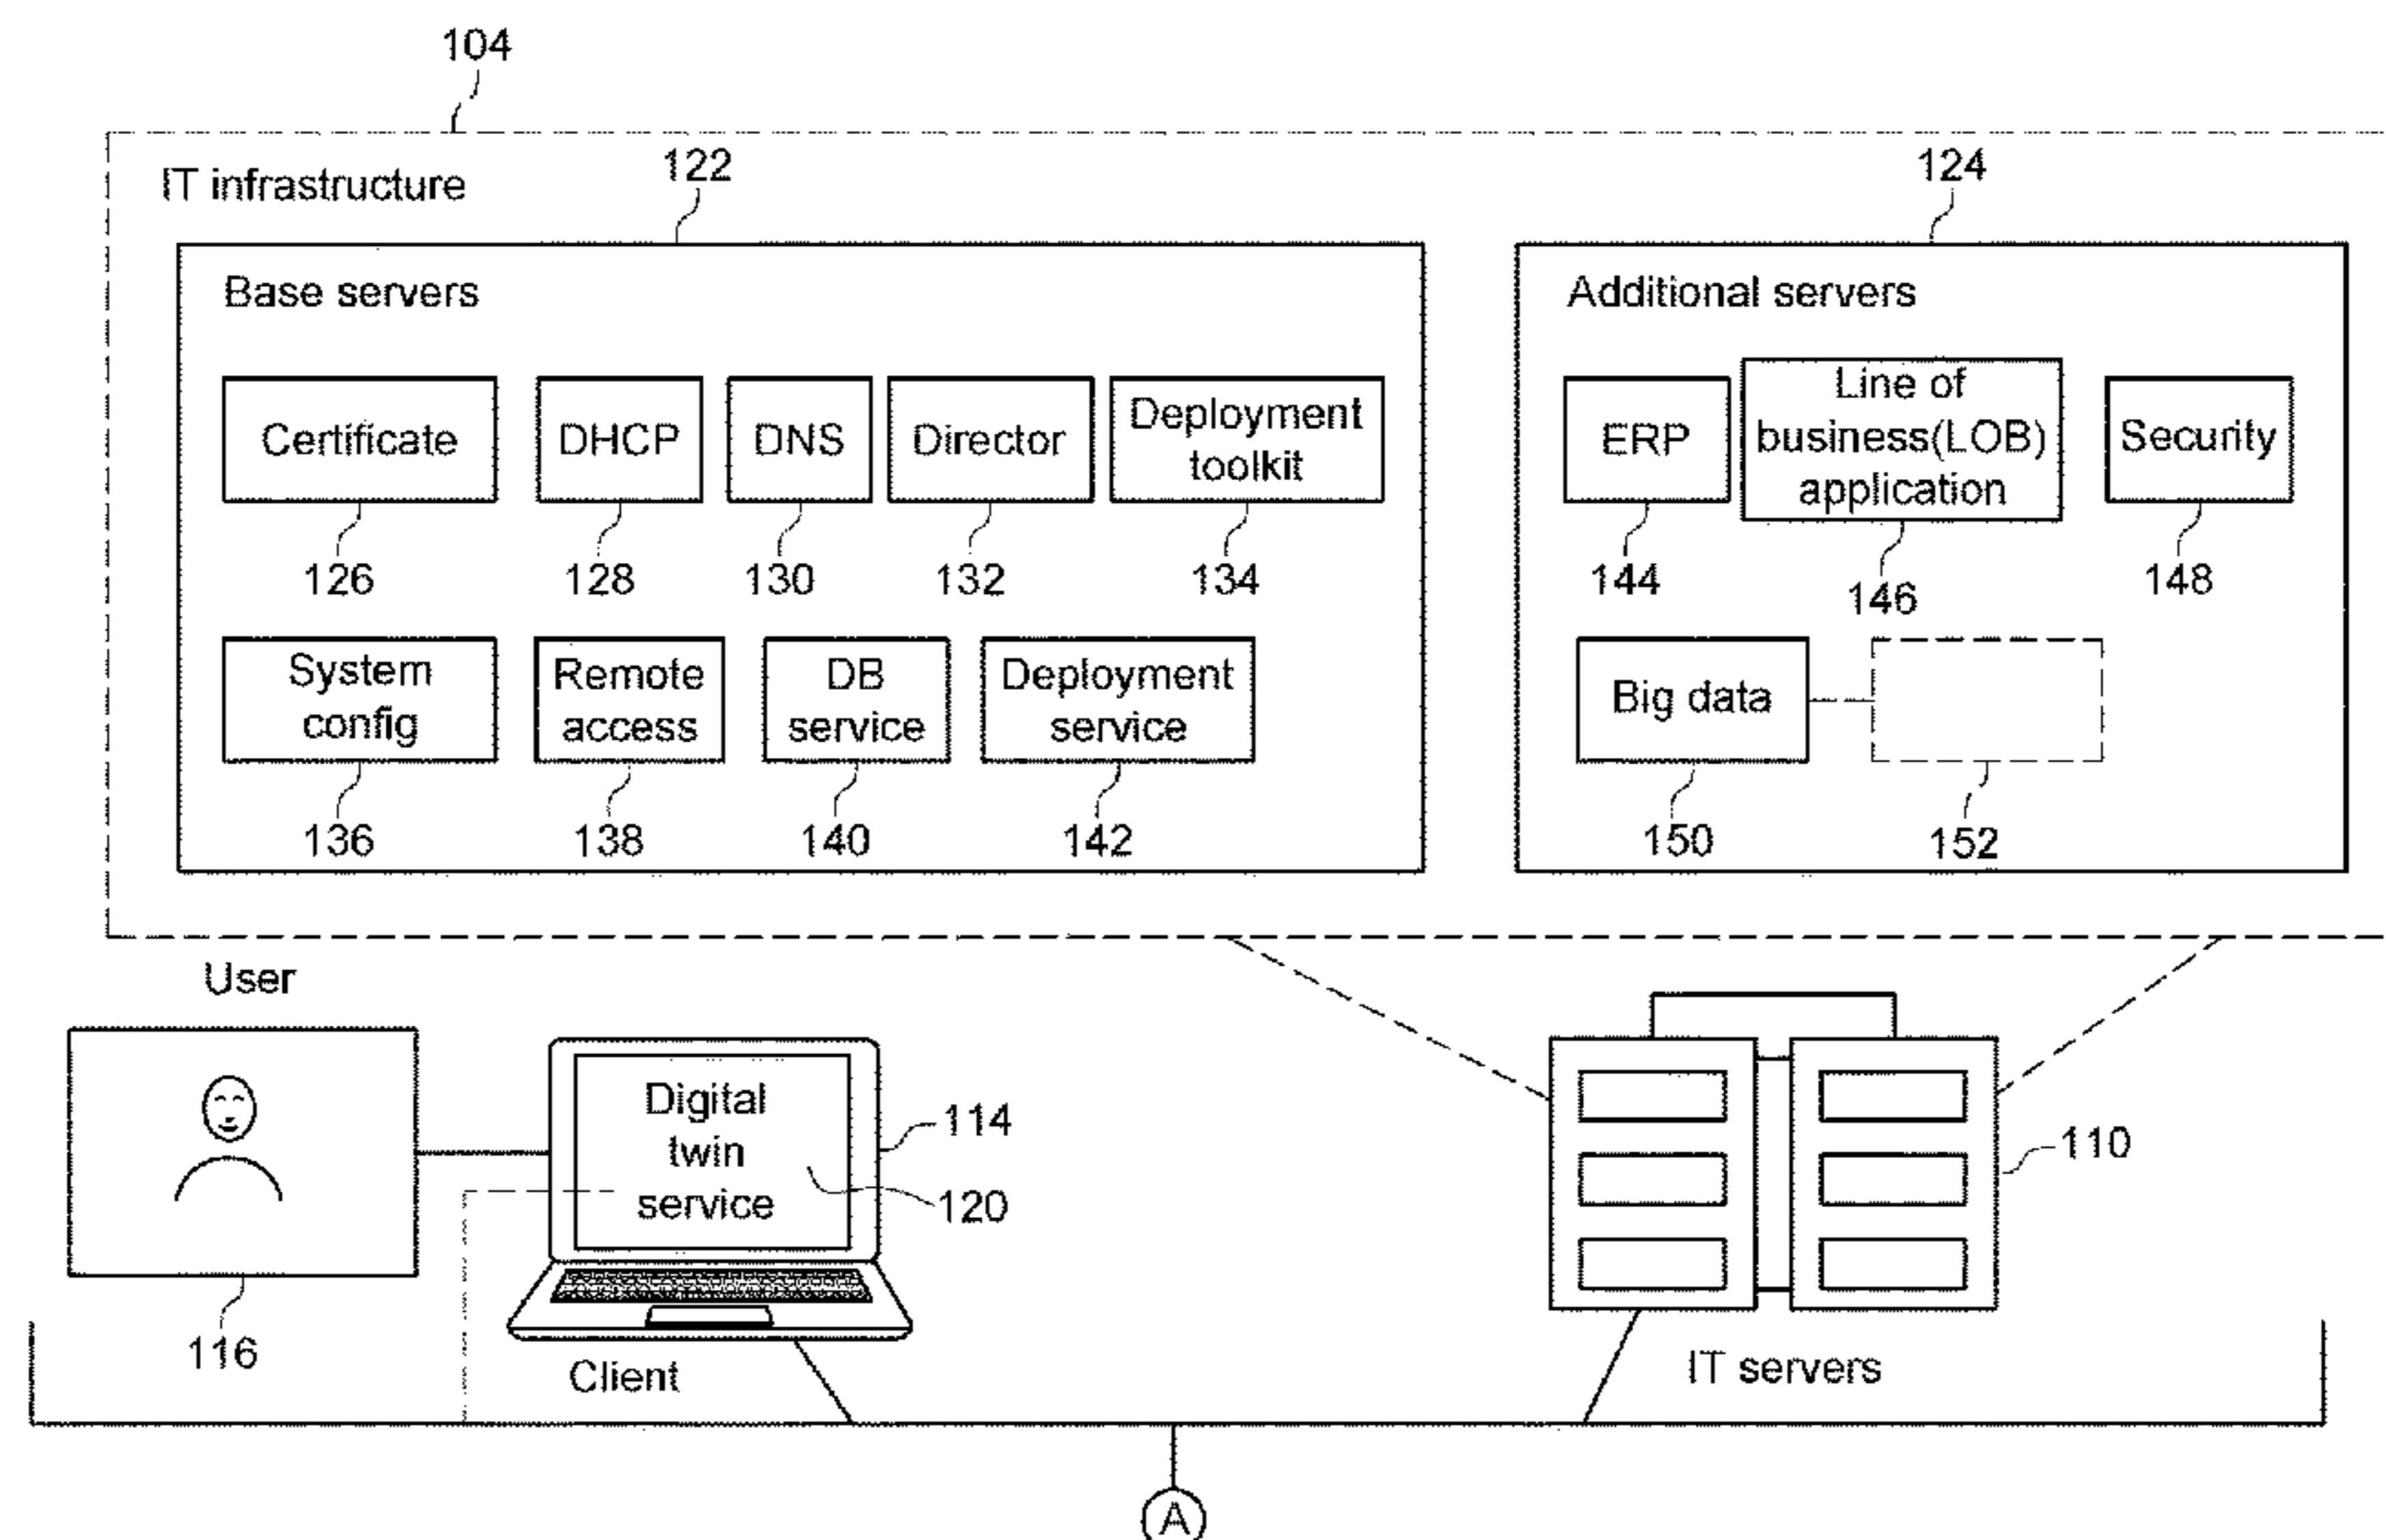 104
IT infrastructure
122
124
Base servers
Additional servers
Certificate
DHCP
DNS
Director
Deployment
toolkit
ERP
Line of
business(LOB)
application
Security
126
128
130
132
134
144
146
148
System
config
Remote
access
DB
service
Deployment
service
Big data
136
138
140
142
150
152
User
Digital
twin
service
114
120
110
116
Client
IT servers
A